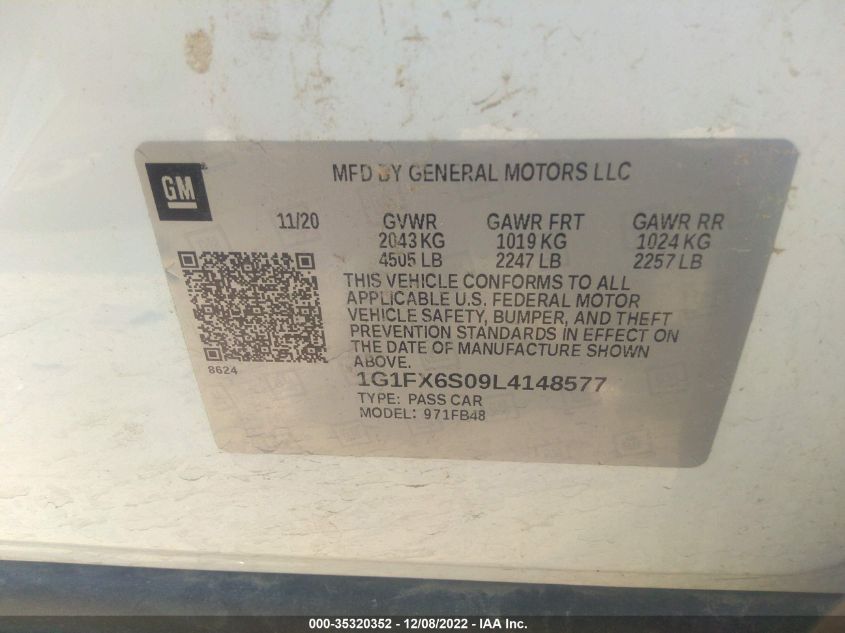 GM
MFD BY GENERAL MOTORS LLC
11/20 GVWR GAWR FRT GAWR RR
2043 KG 1019 KG 1024 KG
4505 LB 2247 LB 2257 LB
THIS VEHICLE CONFORMS TO ALL
APPLICABLE U.S. FEDERAL MOTOR
VEHICLE SAFETY, BUMPER, AND THEFT
PREVENTION STANDARDS IN EFFECT ON
THE DATE OF MANUFACTURE SHOWN
ABOVE.
8624
1G1FX6S09L4148577
TYPE: PASS CAR
MODEL: 971FB48
000-35320352 - 12/08/2022 - IAA Inc.